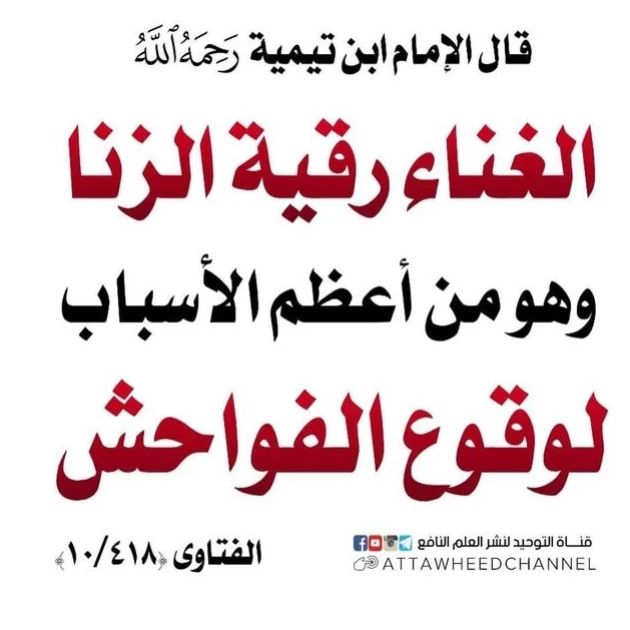 قال الإمام ابن تيمية رَحِمَهُ ٱللَّهُ
الغناء رقية الزنا
وهو من أعظم الأسباب
لوقوع الفواحش
الفتاوى ﴿١٠/٤١٨﴾
قناة التوحيد لنشر العلم النافع
ATTAWHEEDCHANNEL